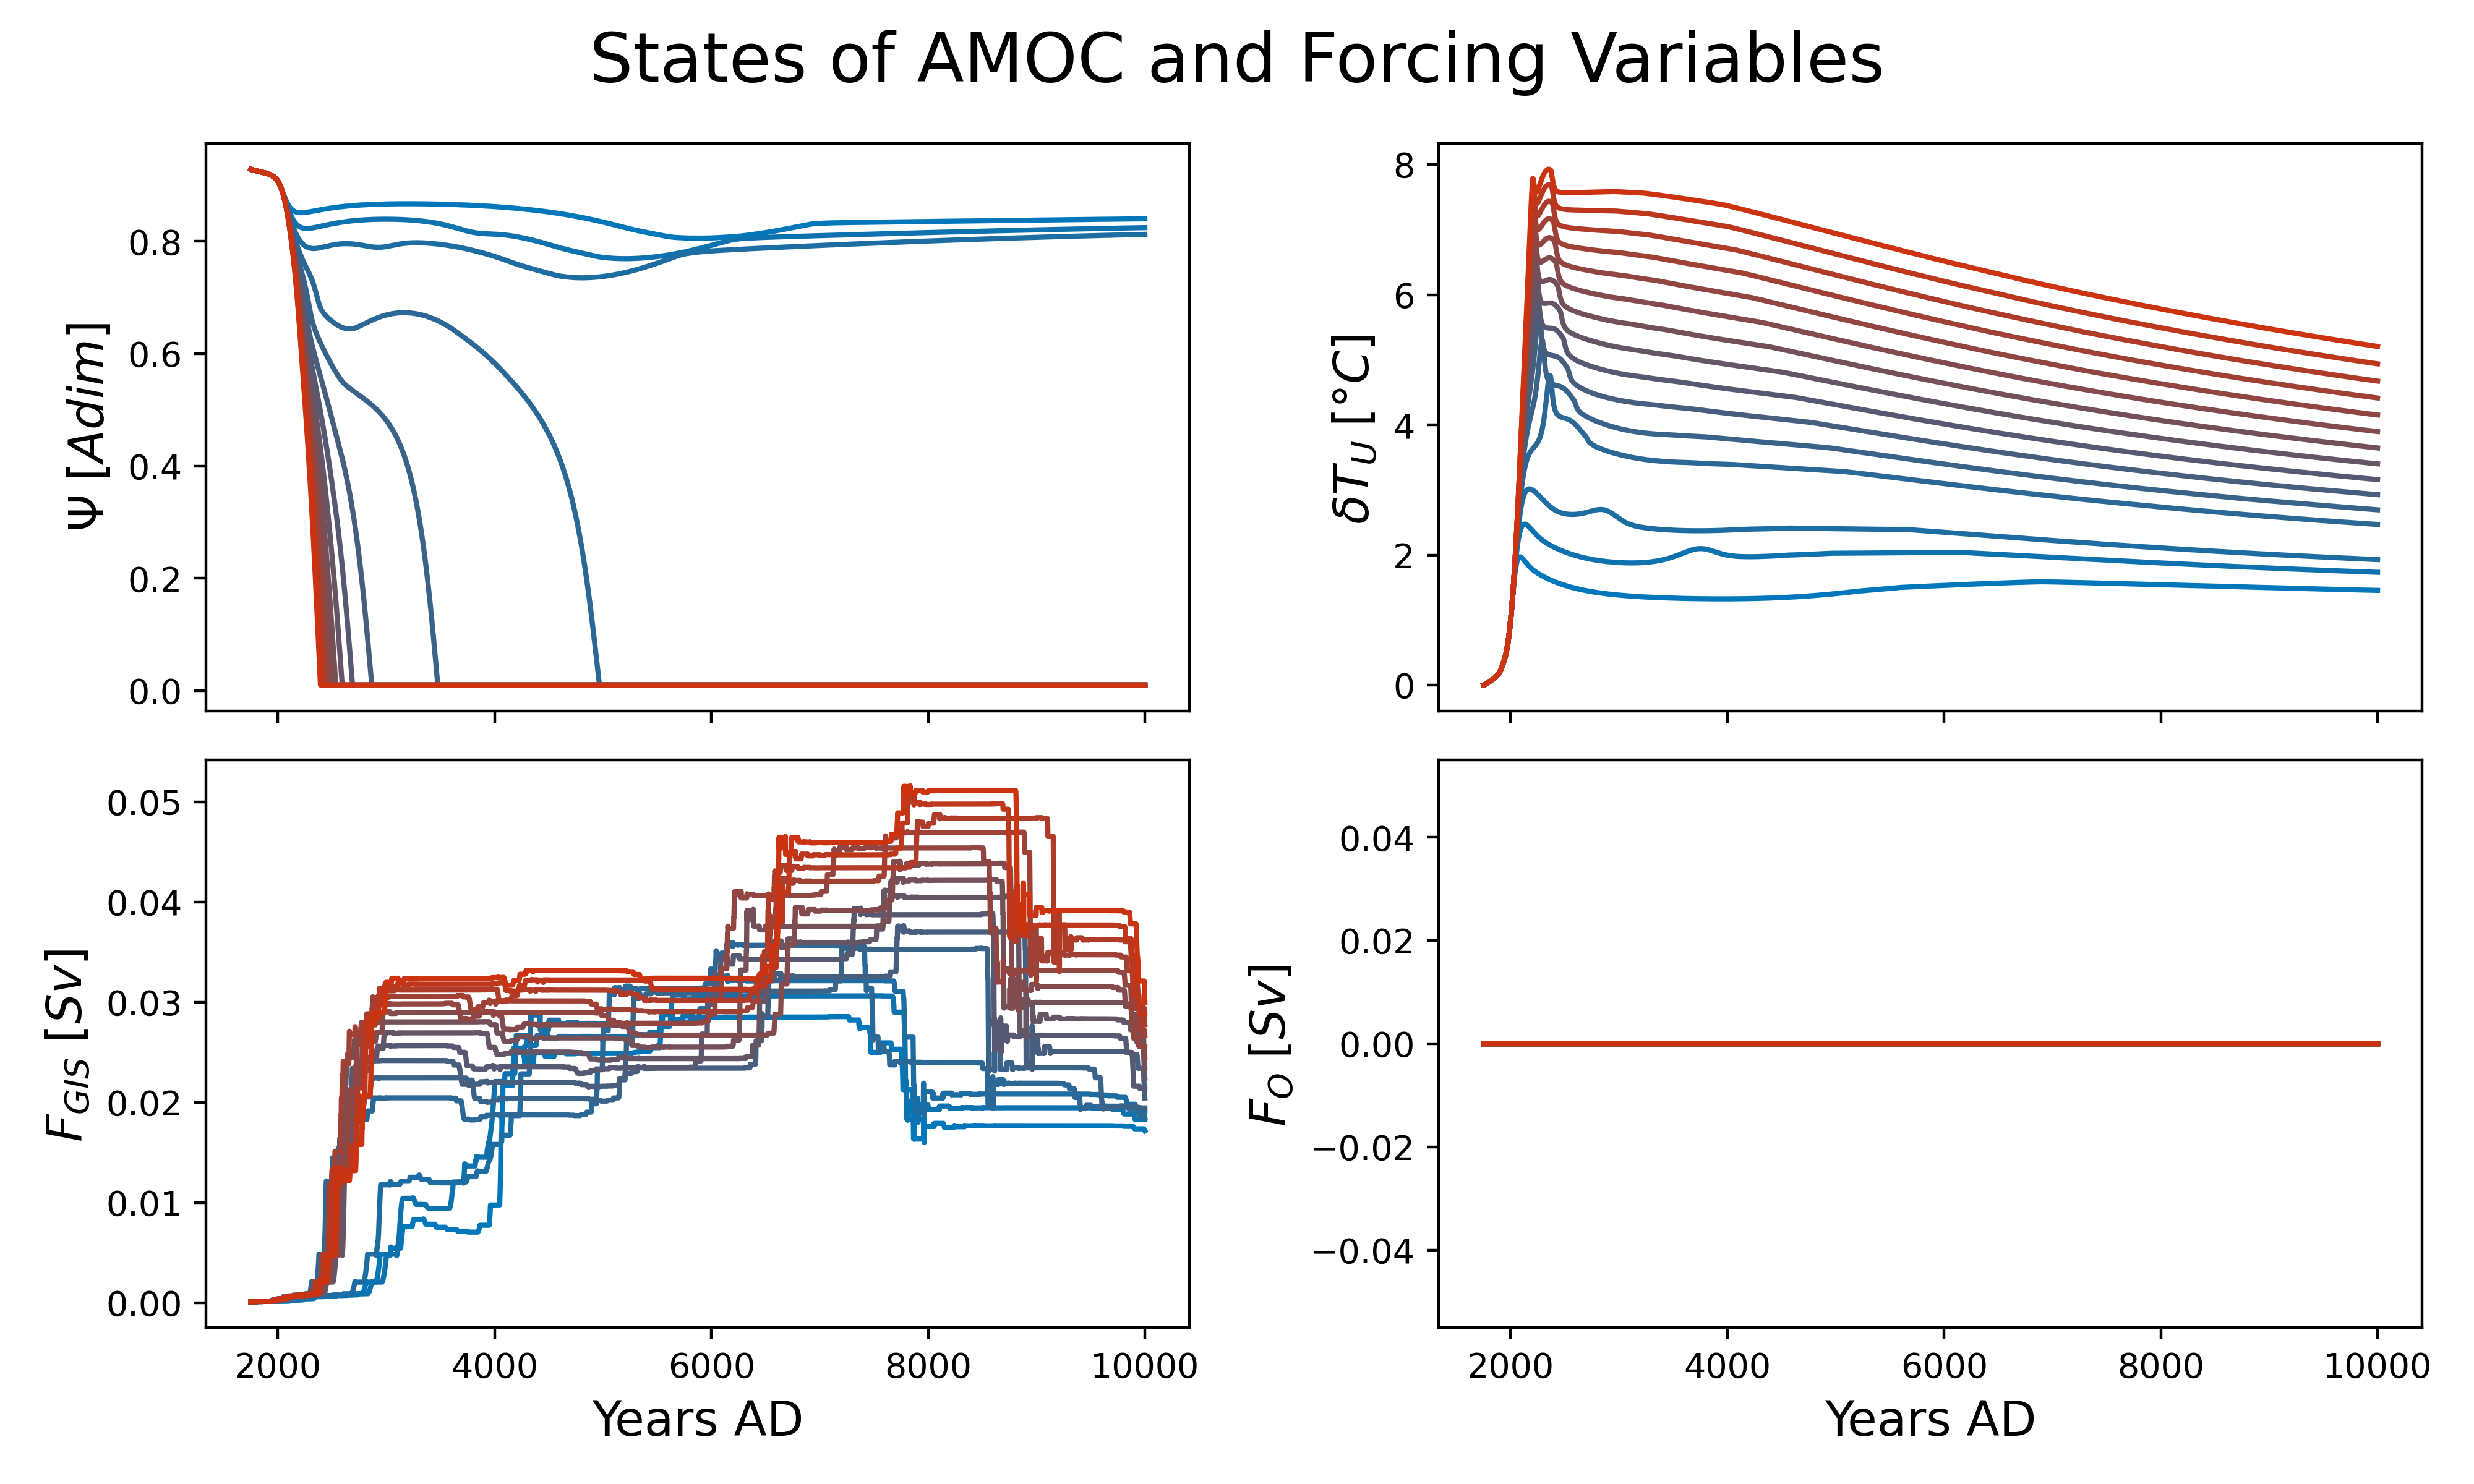 States of AMOC and Forcing Variables
Ψ [Adim]
0.8
0.6
0.4
0.2
0.0
δT_U [°C]
8
6
4
2
0
F_GIS [Sv]
0.05
0.04
0.03
0.02
0.01
0.00
2000 4000 6000 8000 10000
Years AD
F_O [Sv]
0.04
0.02
0.00
−0.02
−0.04
2000 4000 6000 8000 10000
Years AD